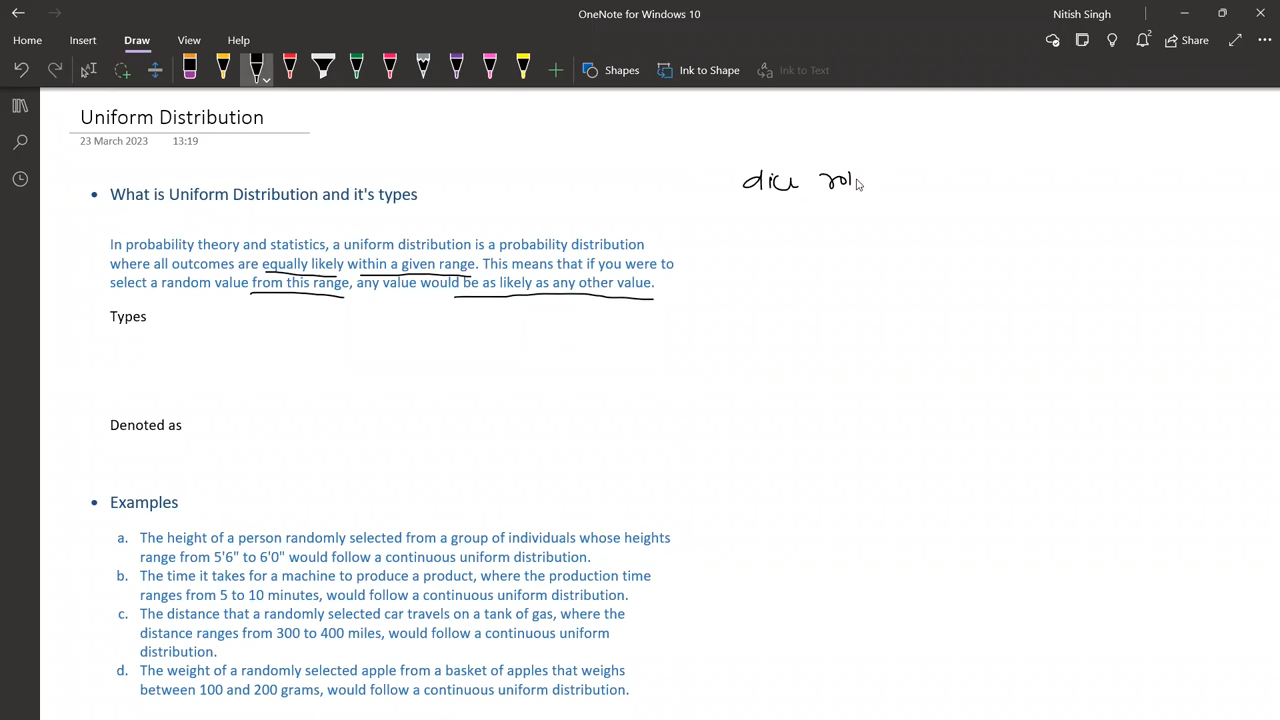 OneNote for Windows 10
Nitish Singh
Home Insert Draw View Help
Share
Shapes Ink to Shape Ink to Text
Uniform Distribution
23 March 2023 13:19
• What is Uniform Distribution and it's types
dice rol
In probability theory and statistics, a uniform distribution is a probability distribution
where all outcomes are equally likely within a given range. This means that if you were to
select a random value from this range, any value would be as likely as any other value.
Types
Denoted as
• Examples
a. The height of a person randomly selected from a group of individuals whose heights
range from 5'6" to 6'0" would follow a continuous uniform distribution.
b. The time it takes for a machine to produce a product, where the production time
ranges from 5 to 10 minutes, would follow a continuous uniform distribution.
c. The distance that a randomly selected car travels on a tank of gas, where the
distance ranges from 300 to 400 miles, would follow a continuous uniform
distribution.
d. The weight of a randomly selected apple from a basket of apples that weighs
between 100 and 200 grams, would follow a continuous uniform distribution.